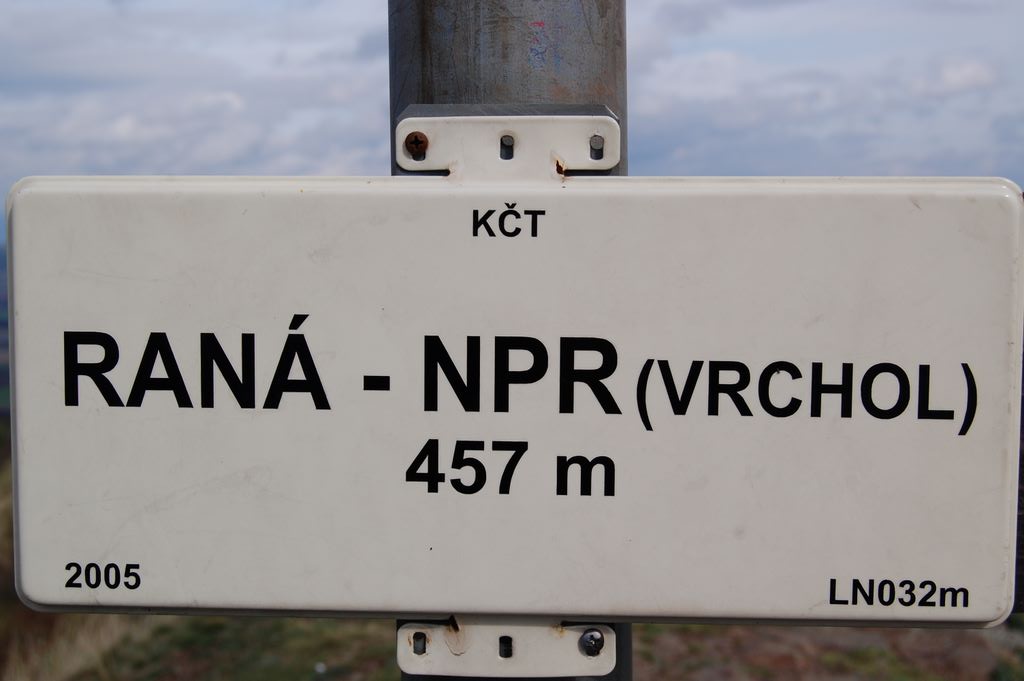 KČT
RANÁ - NPR (VRCHOL)
457 m
2005 LN032m